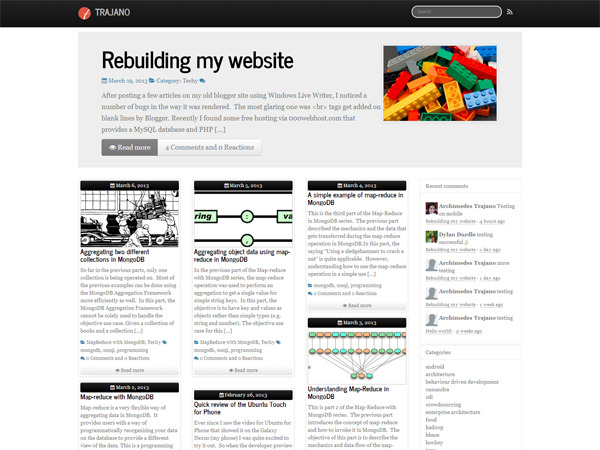 TRAJANO
Search
Rebuilding my website
March 19, 2013 Category: Techy
After posting a few articles on my old blogger site using Windows Live Writer, I noticed a
number of bugs in the way it was rendered. The most glaring one was <br> tags get added on
blank lines by Blogger. Recently I found some free hosting via 000webhost.com that
provides a MySQL database and PHP [...]
Read more
4 Comments and 0 Reactions
March 6, 2013
Aggregating two different
collections in MongoDB
So far in the previous parts, only one
collection is being operated on. Most of
the previous examples can be done using
the MongoDB Aggregation Framework
more efficiently as well. In this part, the
MongoDB Aggregation Framework
cannot be solely used to handle the
objective use case. Given a collection of
books and a collection [...]
MapReduce with MongoDB, Techy
mongodb, nosql, programming
0 Comments and 0 Reactions
Read more
March 2, 2013
Map-reduce with MongoDB
Map-reduce is a very flexible way of
aggregating data in MongoDB. It
provides users with a way of
programmatically reorganizing your data
on the database to provide a
different view of the data. This is a programming
March 5, 2013
ring
:
va
Aggregating object data using map-
reduce in MongoDB
In the previous part of the Map-reduce
with MongoDB series, the map-reduce
operation was used to perform an
aggregation to get a single value for
simple string keys. In this part, the
objective is to have key and values as
objects rather than simple types (e.g.
string and number). The objective use
case for this [...]
MapReduce with MongoDB, Techy
mongodb, nosql, programming
0 Comments and 0 Reactions
Read more
February 26, 2013
Quick review of the Ubuntu Touch
for Phone
Ever since I saw the video for Ubuntu for
Phone that showed it on the Galaxy
Nexus (my phone) I was quite excited to
try it out. So when the developer preview
March 4, 2013
A simple example of map-reduce in
MongoDB
This is the third part of the Map-Reduce
in MongoDB series. The previous part
described the mechanics and the data that
gets transferred during the map-reduce
operation in MongoDB.In this part, the
saying "Using a sledgehammer to crack a
nut" is quite applicable. However,
understanding how to use the map-reduce
operation in a simple use [...]
mongodb, nosql, programming
0 Comments and 0 Reactions
Read more
March 3, 2013
Understanding Map-Reduce in
MongoDB
This is part 2 of the Map-Reduce with
MongoDB series. The previous part
introduces the concept of map-reduce
and how to invoke it in MongoDB. The
objective of this part is to describe the
mechanics and data flow of the map-
Recent comments
Archimedes Trajano Testing
on mobile
Rebuilding my website · 4 hours ago
Dylan Durdle testing
successful ;)
Rebuilding my website · 1 day ago
Archimedes Trajano more
testing
Rebuilding my website · 1 day ago
Archimedes Trajano testing
Rebuilding my website · 1 week ago
Archimedes Trajano Testing
Hello world! · 2 weeks ago
Categories
android
architecture
behaviour driven development
cassandra
cdi
crowdsourcing
enterprise architecture
food
hadoop
hbase
hockey